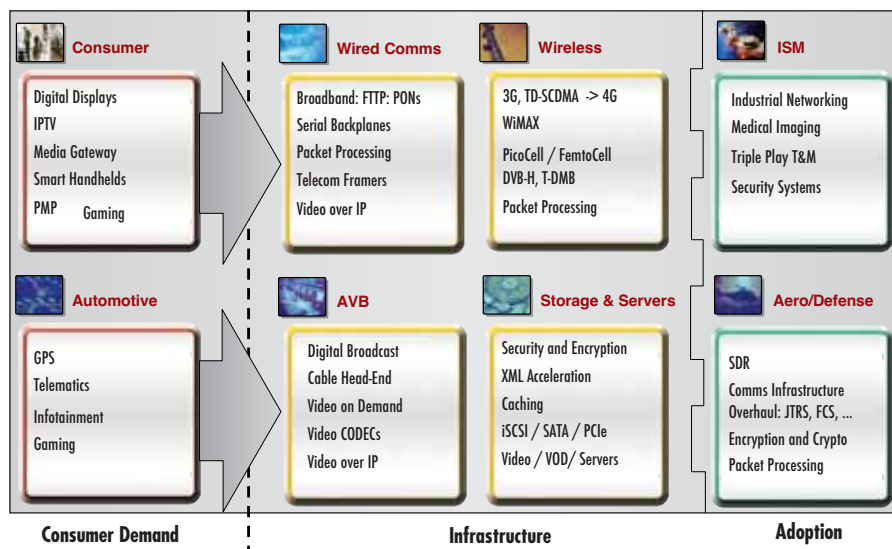 Consumer
Digital Displays
IPTV
Media Gateway
Smart Handhelds
PMP Gaming
Wired Comms
Broadband: FTTP: PONs
Serial Backplanes
Packet Processing
Telecom Framers
Video over IP
Wireless
3G, TD-SCDMA -> 4G
WiMAX
PicoCell / FemtoCell
DVB-H, T-DMB
Packet Processing
ISM
Industrial Networking
Medical Imaging
Triple Play T&M
Security Systems
Automotive
GPS
Telematics
Infotainment
Gaming
AVB
Digital Broadcast
Cable Head-End
Video on Demand
Video CODECs
Video over IP
Storage & Servers
Security and Encryption
XML Acceleration
Caching
iSCSI / SATA / PCIe
Video / VOD/ Servers
Aero/Defense
SDR
Comms Infrastructure
Overhaul: JTRS, FCS, ...
Encryption and Crypto
Packet Processing
Consumer Demand
Infrastructure
Adoption